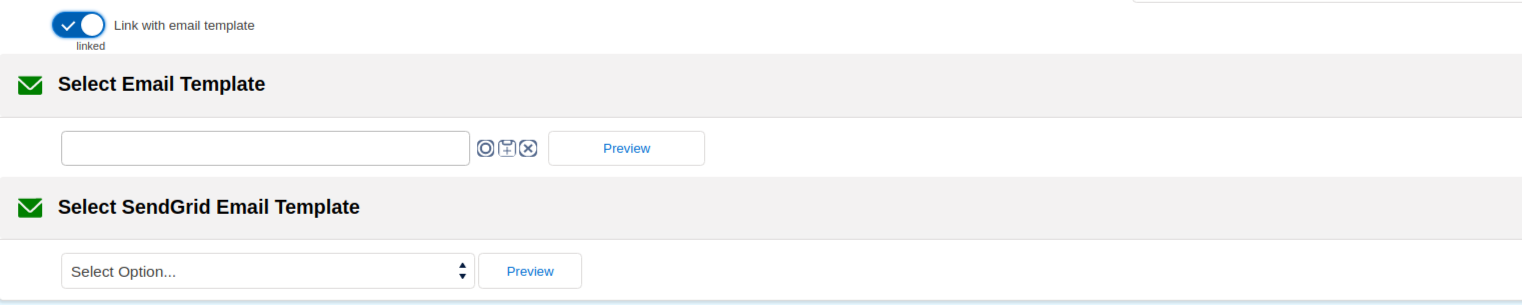 Link with email template
linked
Select Email Template
Preview
Select SendGrid Email Template
Select Option...
Preview